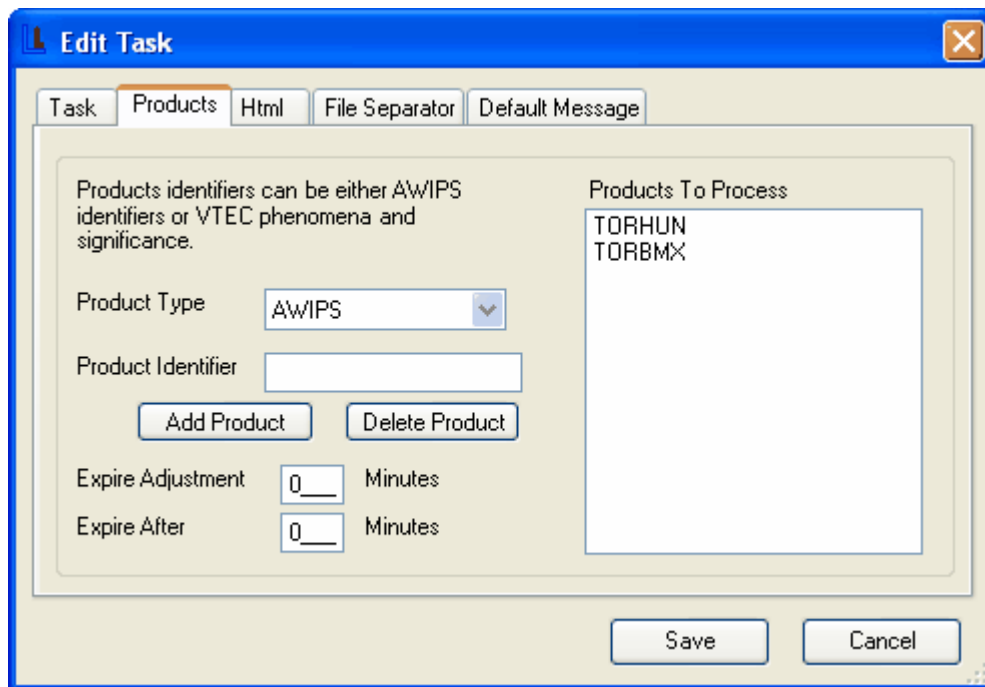 Edit Task
Task
Products
Html
File Separator
Default Message
Products identifiers can be either AWIPS
identifiers or VTEC phenomena and
significance.
Product Type
AWIPS
Product Identifier
Add Product
Delete Product
Expire Adjustment
0___
Minutes
Expire After
0___
Minutes
Products To Process
TORHUN
TORBMX
Save
Cancel